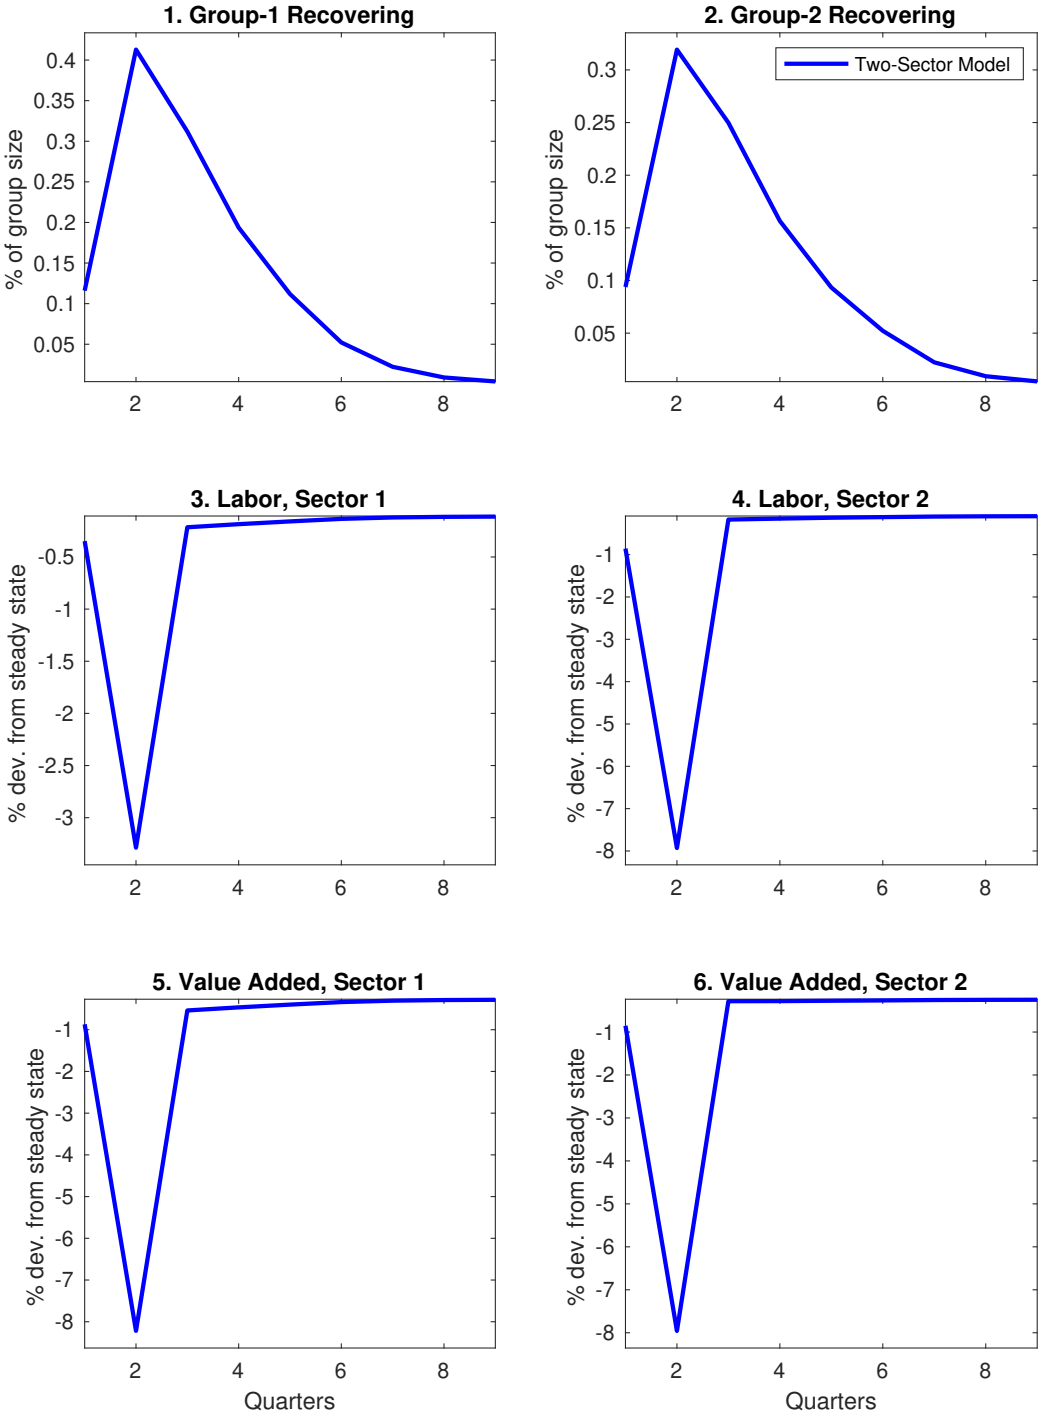 1. Group-1 Recovering
% of group size
0.4
0.35
0.3
0.25
0.2
0.15
0.1
0.05
2 4 6 8
2. Group-2 Recovering
Two-Sector Model
% of group size
0.3
0.25
0.2
0.15
0.1
0.05
2 4 6 8
3. Labor, Sector 1
% dev. from steady state
-0.5
-1
-1.5
-2
-2.5
-3
2 4 6 8
4. Labor, Sector 2
% dev. from steady state
-1
-2
-3
-4
-5
-6
-7
-8
2 4 6 8
5. Value Added, Sector 1
% dev. from steady state
-1
-2
-3
-4
-5
-6
-7
-8
2 4 6 8
Quarters
6. Value Added, Sector 2
% dev. from steady state
-1
-2
-3
-4
-5
-6
-7
-8
2 4 6 8
Quarters